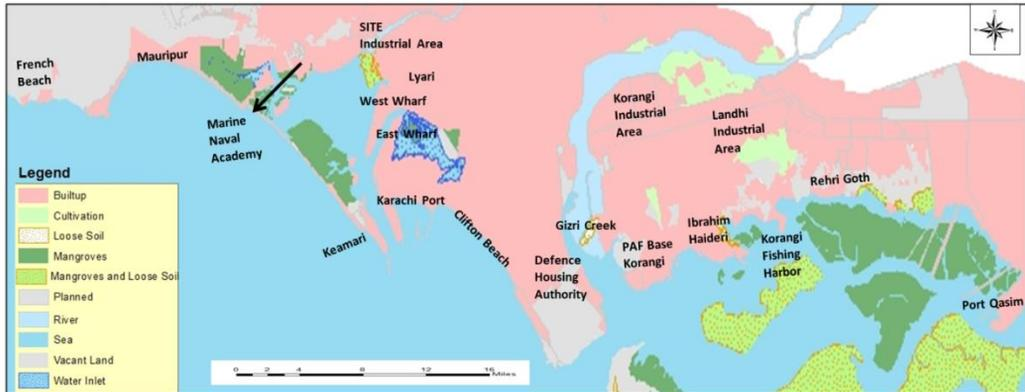 French
Beach
Mauripur
SITE
Industrial Area
Lyari
West Wharf
East Wharf
Marine
Naval
Academy
Karachi Port
Keamari
Clifton Beach
Gizri Creek
Defence
Housing
Authority
PAF Base
Korangi
Korangi
Industrial
Area
Landhi
Industrial
Area
Rehri Goth
Ibrahim
Haideri
Korangi
Fishing
Harbor
Port Qasim
Legend
Builtup
Cultivation
Loose Soil
Mangroves
Mangroves and Loose Soil
Planned
River
Sea
Vacant Land
Water Inlet
0 4 8 12 16
Miles